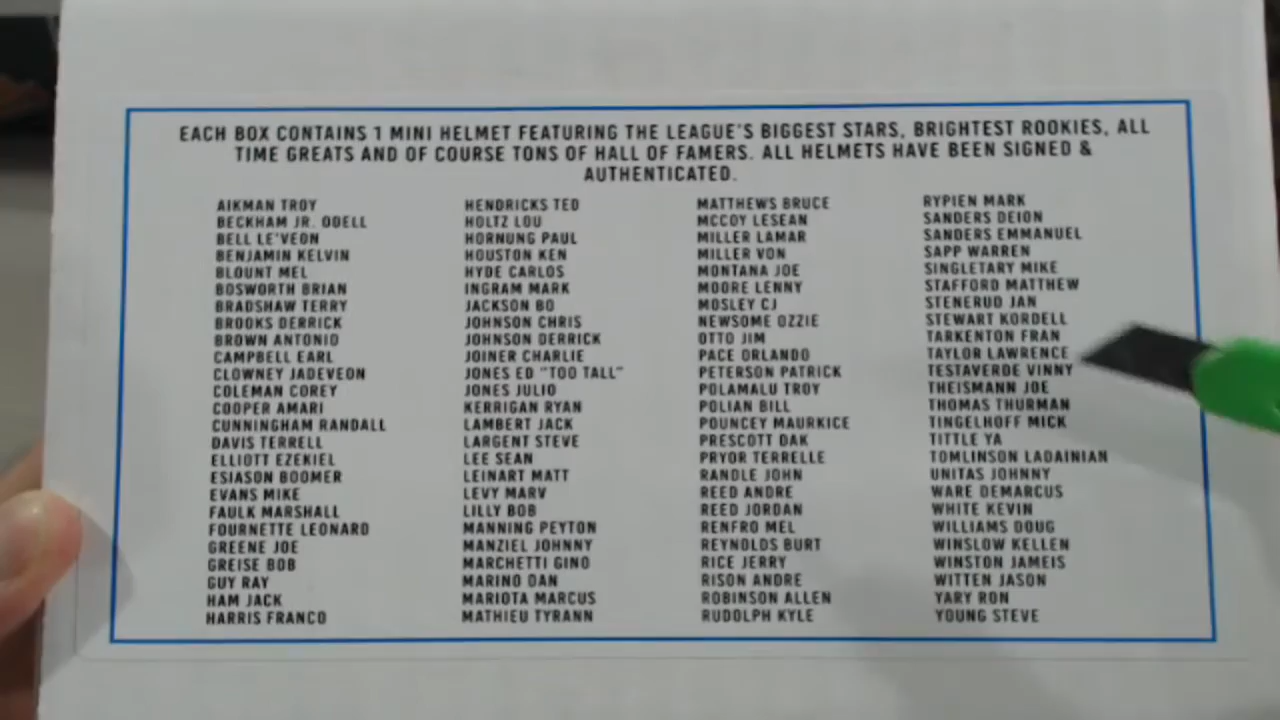 EACH BOX CONTAINS 1 MINI HELMET FEATURING THE LEAGUE'S BIGGEST STARS, BRIGHTEST ROOKIES, ALL
TIME GREATS AND OF COURSE TONS OF HALL OF FAMERS. ALL HELMETS HAVE BEEN SIGNED &
AUTHENTICATED.
AIKMAN TROY
BECKHAM JR. ODELL
BELL LE'VEON
BENJAMIN KELVIN
BLOUNT MEL
BOSWORTH BRIAN
BRADSHAW TERRY
BROOKS DERRICK
BROWN ANTONIO
CAMPBELL EARL
CLOWNEY JADEVEON
COLEMAN COREY
COOPER AMARI
CUNNINGHAM RANDALL
DAVIS TERRELL
ELLIOTT EZEKIEL
ESIASON BOOMER
EVANS MIKE
FAULK MARSHALL
FOURNETTE LEONARD
GREENE JOE
GREISE BOB
GUY RAY
HAM JACK
HARRIS FRANCO
HENDRICKS TED
HOLTZ LOU
HORNUNG PAUL
HOUSTON KEN
HYDE CARLOS
INGRAM MARK
JACKSON BO
JOHNSON CHRIS
JOHNSON DERRICK
JOINER CHARLIE
JONES ED "TOO TALL"
JONES JULIO
KERRIGAN RYAN
LAMBERT JACK
LARGENT STEVE
LEE SEAN
LEINART MATT
LEVY MARV
LILLY BOB
MANNING PEYTON
MANZIEL JOHNNY
MARCHETTI GINO
MARINO DAN
MARIOTA MARCUS
MATHIEU TYRANN
MATTHEWS BRUCE
MCCOY LESEAN
MILLER LAMAR
MILLER VON
MONTANA JOE
MOORE LENNY
MOSLEY CJ
NEWSOME OZZIE
OTTO JIM
PACE ORLANDO
PETERSON PATRICK
POLAMALU TROY
POLIAN BILL
POUNCEY MAURKICE
PRESCOTT DAK
PRYOR TERRELLE
RANDLE JOHN
REED ANDRE
REED JORDAN
RENFRO MEL
REYNOLDS BURT
RICE JERRY
RISON ANDRE
ROBINSON ALLEN
RUDOLPH KYLE
RYPIEN MARK
SANDERS DEION
SANDERS EMMANUEL
SAPP WARREN
SINGLETARY MIKE
STAFFORD MATTHEW
STENERUD JAN
STEWART KORDELL
TARKENTON FRAN
TAYLOR LAWRENCE
TESTAVERDE VINNY
THEISMANN JOE
THOMAS THURMAN
TINGELHOFF MICK
TITTLE YA
TOMLINSON LADAINIAN
UNITAS JOHNNY
WARE DEMARCUS
WHITE KEVIN
WILLIAMS DOUG
WINSLOW KELLEN
WINSTON JAMEIS
WITTEN JASON
YARY RON
YOUNG STEVE